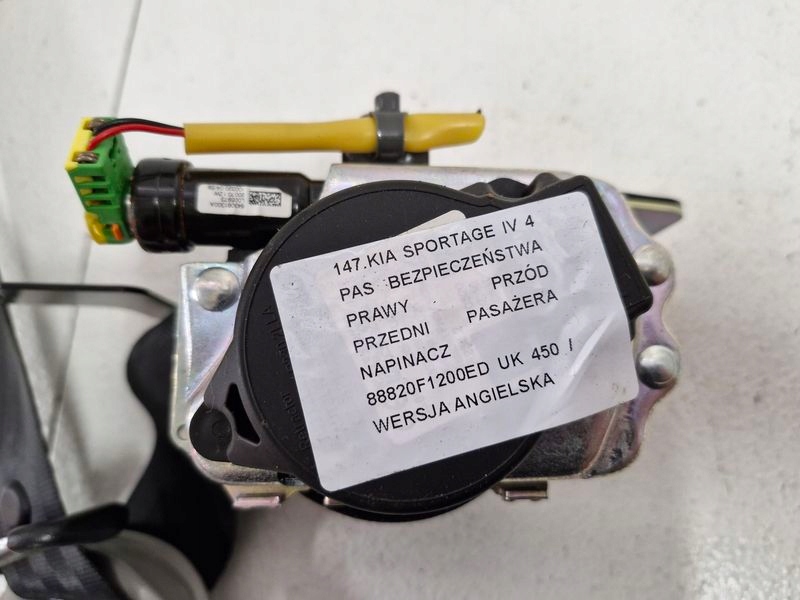 147.KIA SPORTAGE IV 4
PAS BEZPIECZEŃSTWA
PRAWY PRZÓD
PRZEDNI PASAŻERA
NAPINACZ
88820F1200ED UK 450 /
WERSJA ANGIELSKA